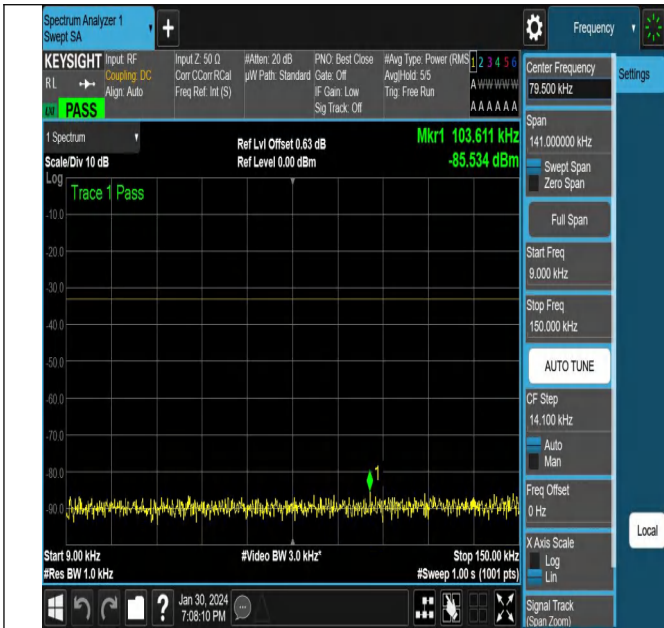 Spectrum Analyzer 1
Swept SA
Frequency
KEYSIGHT
RL
LXI
PASS
Input: RF
Coupling: DC
Align: Auto
Input Z: 50 Ω
Corr CCorr RCal
Freq Ref: Int (S)
#Atten: 20 dB
µW Path: Standard
PNO: Best Close
Gate: Off
IF Gain: Low
Sig Track: Off
#Avg Type: Power (RMS
Avg|Hold: 5/5
Trig: Free Run
1 2 3 4 5 6
A W W W W W
A A A A A A
1 Spectrum
Scale/Div 10 dB
Log
Ref Lvl Offset 0.63 dB
Ref Level 0.00 dBm
Mkr1 103.611 kHz
-85.534 dBm
Trace 1 Pass
-10.0
-20.0
-30.0
-40.0
-50.0
-60.0
-70.0
-80.0
-90.0
1
Start 9.00 kHz
#Res BW 1.0 kHz
#Video BW 3.0 kHz*
Stop 150.00 kHz
#Sweep 1.00 s (1001 pts)
Jan 30, 2024
7:08:10 PM
?
Center Frequency
79.500 kHz
Settings
Span
141.000000 kHz
Swept Span
Zero Span
Full Span
Start Freq
9.000 kHz
Stop Freq
150.000 kHz
AUTO TUNE
CF Step
14.100 kHz
Auto
Man
Freq Offset
0 Hz
X Axis Scale
Log
Lin
Local
Signal Track
(Span Zoom)